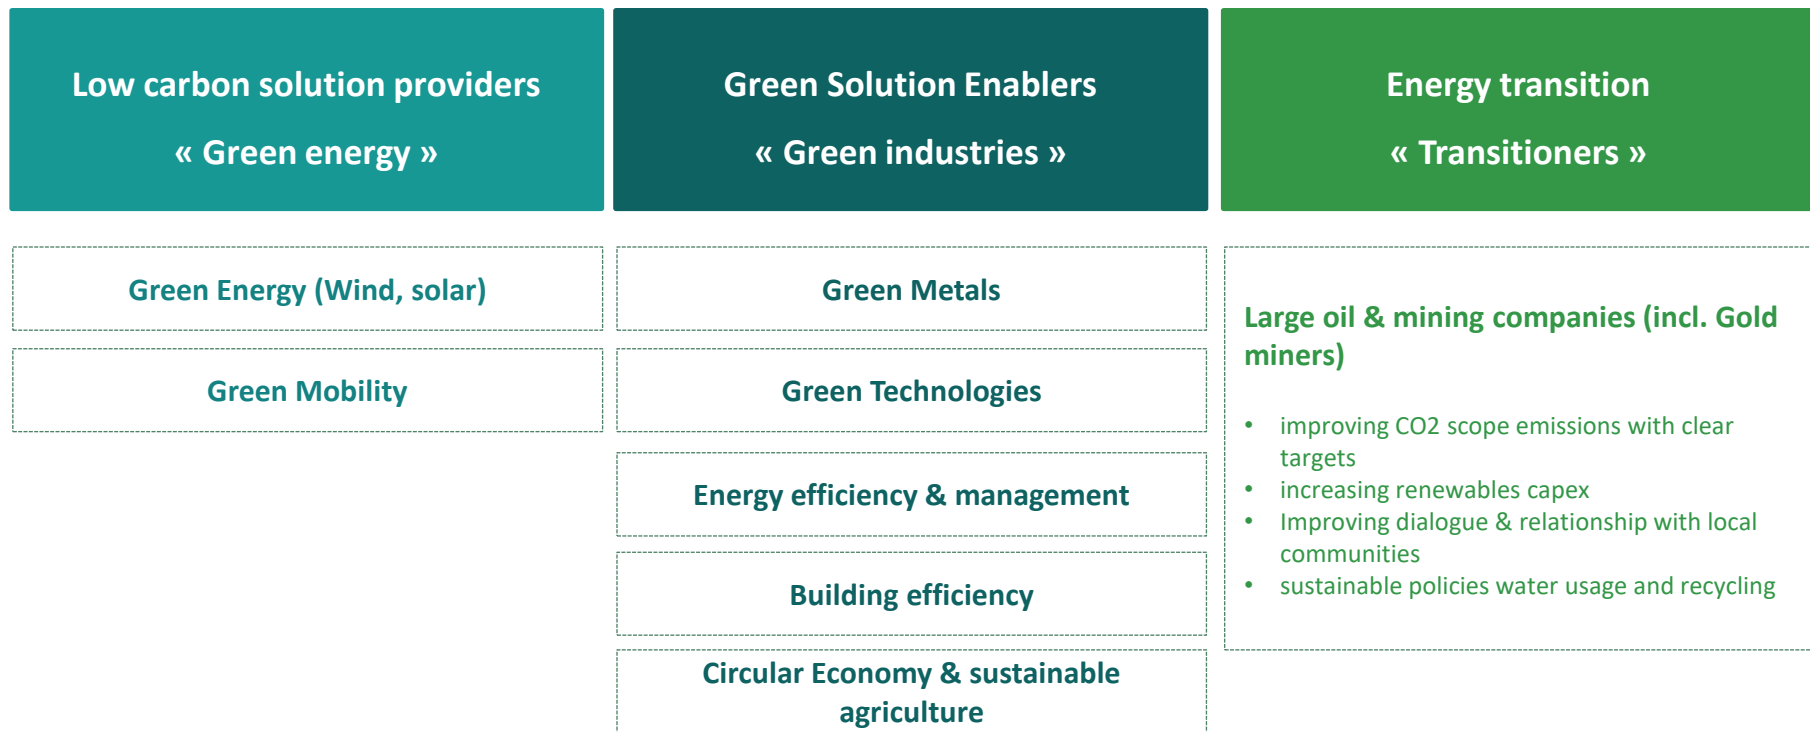 Low carbon solution providers
« Green energy »
Green Energy (Wind, solar)
Green Mobility
Green Solution Enablers
« Green industries »
Green Metals
Green Technologies
Energy efficiency & management
Building efficiency
Circular Economy & sustainable
agriculture
Energy transition
« Transitioners »
Large oil & mining companies (incl. Gold
miners)
• improving CO2 scope emissions with clear
targets
• increasing renewables capex
• Improving dialogue & relationship with local
communities
• sustainable policies water usage and recycling